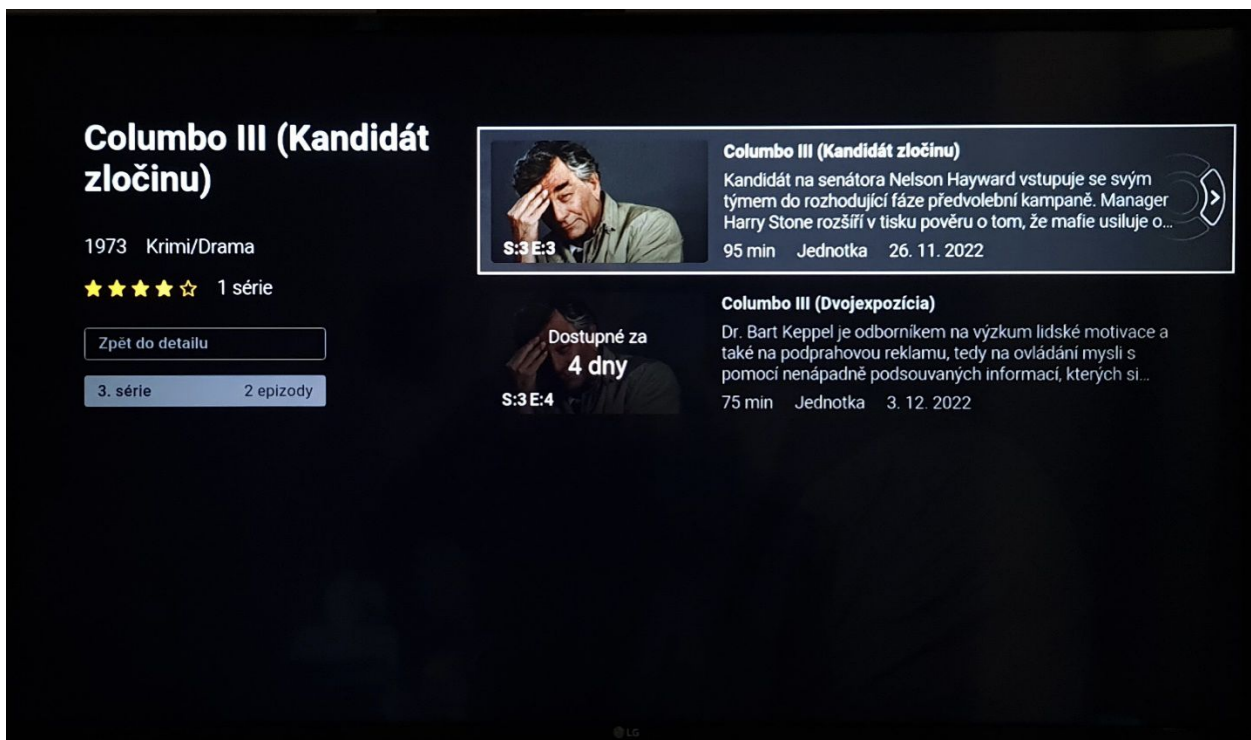 Columbo III (Kandidát
zločinu)
1973 Krimi/Drama
1 série
Zpět do detailu
3. série 2 epizody
S:3 E:3
Columbo III (Kandidát zločinu)
Kandidát na senátora Nelson Hayward vstupuje se svým
týmem do rozhodující fáze předvolební kampaně. Manager
Harry Stone rozšíří v tisku pověru o tom, že mafie usiluje o...
95 min Jednotka 26. 11. 2022
Dostupné za
4 dny
S:3 E:4
Columbo III (Dvojexpozícia)
Dr. Bart Keppel je odborníkem na výzkum lidské motivace a
také na podprahovou reklamu, tedy na ovládání mysli s
pomocí nenápadně podsouvaných informací, kterých si...
75 min Jednotka 3. 12. 2022
LG